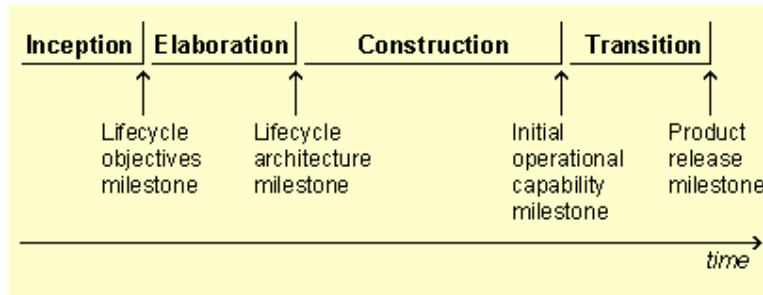 Inception Elaboration Construction Transition
Lifecycle
objectives
milestone
Lifecycle
architecture
milestone
Initial
operational
capability
milestone
Product
release
milestone
time